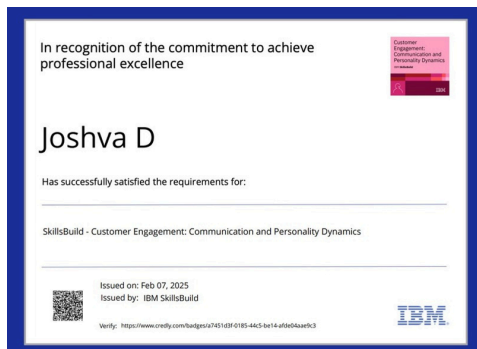 In recognition of the commitment to achieve
professional excellence
Customer
Engagement:
Communication and
Personality Dynamics
IBM
Joshva D
Has successfully satisfied the requirements for:
SkillsBuild - Customer Engagement: Communication and Personality Dynamics
Issued on: Feb 07, 2025
Issued by: IBM SkillsBuild
Verify: https://www.credly.com/badges/a7451d3f-0185-44c5-be14-afde04aae9c3
IBM.